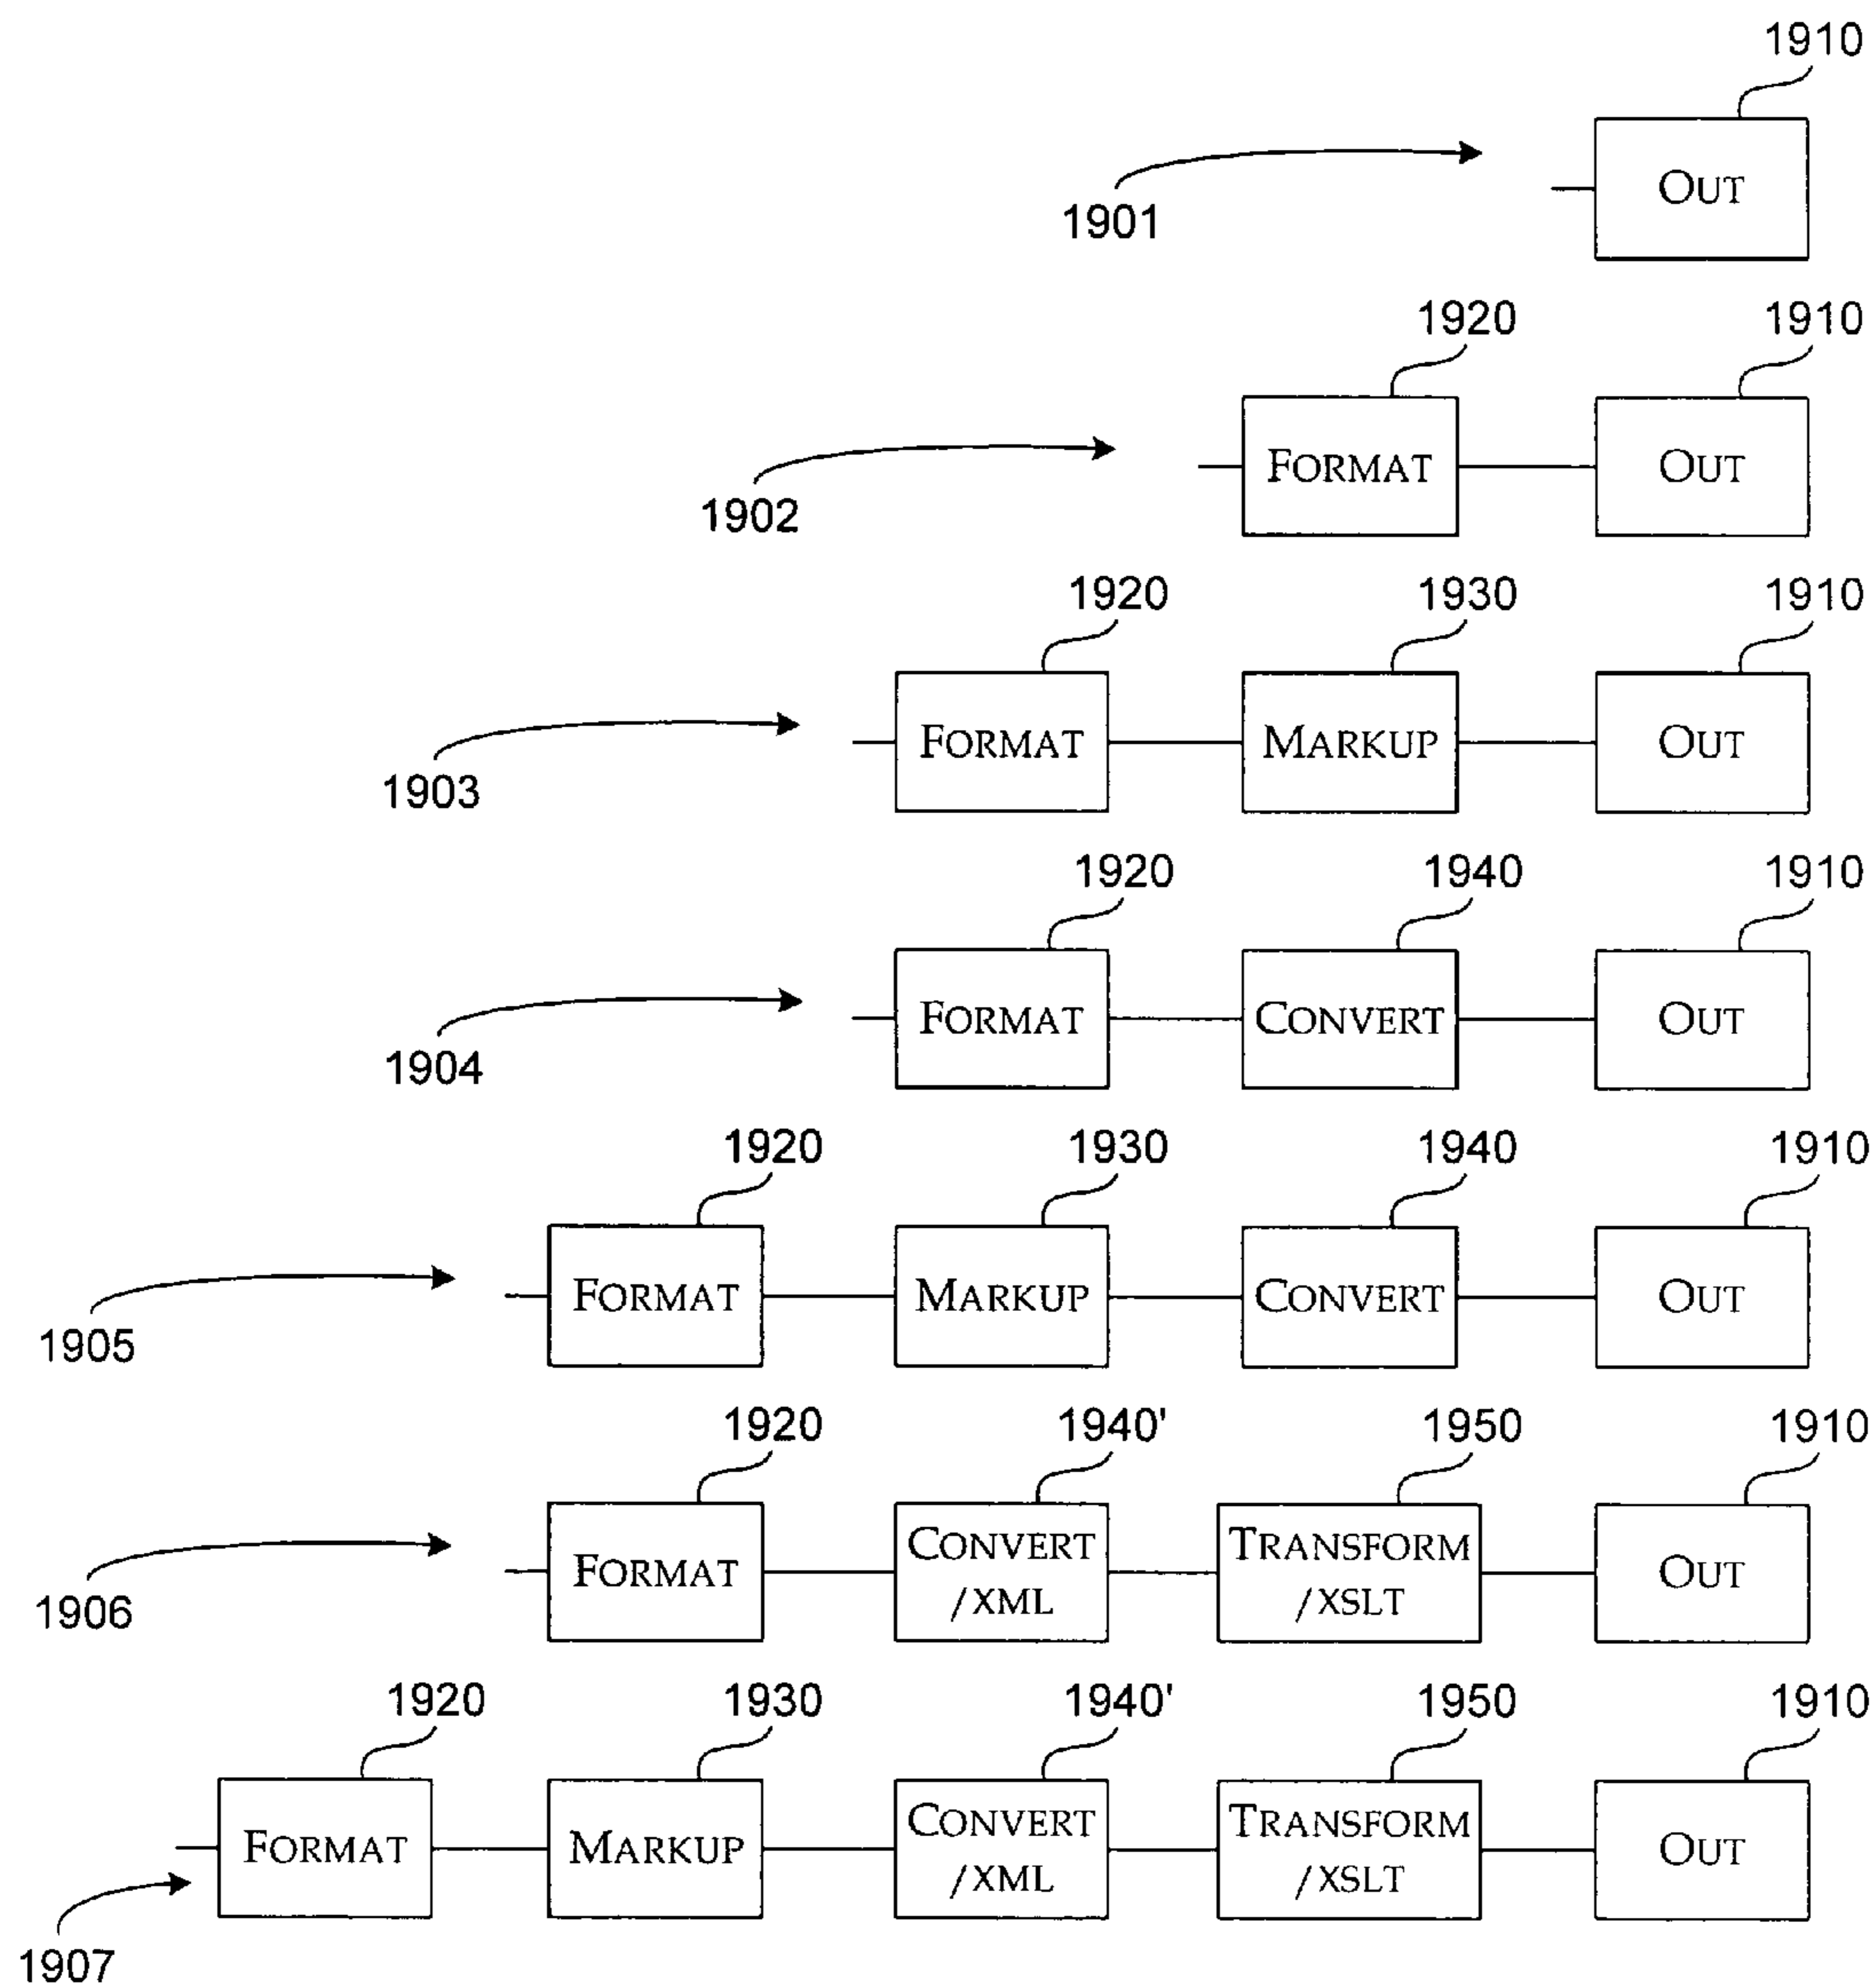 1910
OUT
1901
1920 1910
FORMAT OUT
1902
1920 1930 1910
FORMAT MARKUP OUT
1903
1920 1940 1910
FORMAT CONVERT OUT
1904
1920 1930 1940 1910
FORMAT MARKUP CONVERT OUT
1905
1920 1940' 1950 1910
FORMAT CONVERT /XML TRANSFORM /XSLT OUT
1906
1920 1930 1940' 1950 1910
FORMAT MARKUP CONVERT /XML TRANSFORM /XSLT OUT
1907